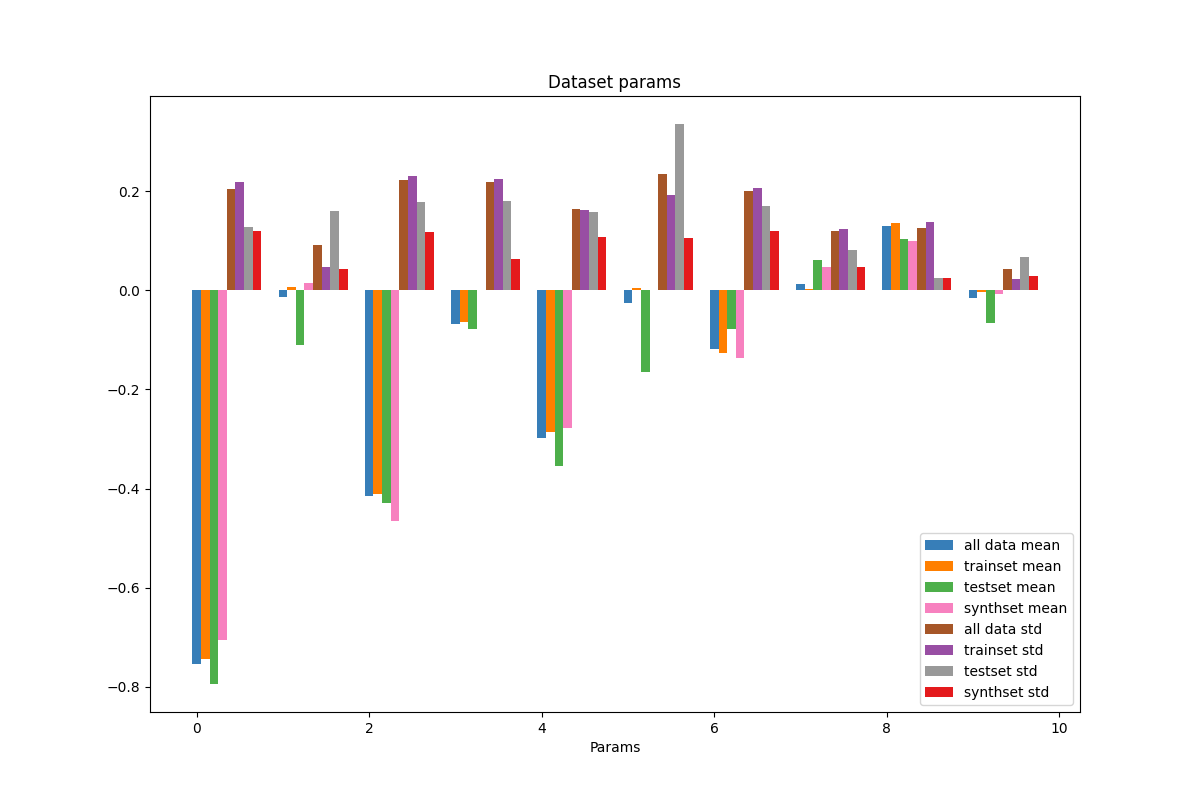 Dataset params
0.2
0.0
−0.2
−0.4
−0.6
−0.8
all data mean
trainset mean
testset mean
synthset mean
all data std
trainset std
testset std
synthset std
0 2 4 6 8 10
Params